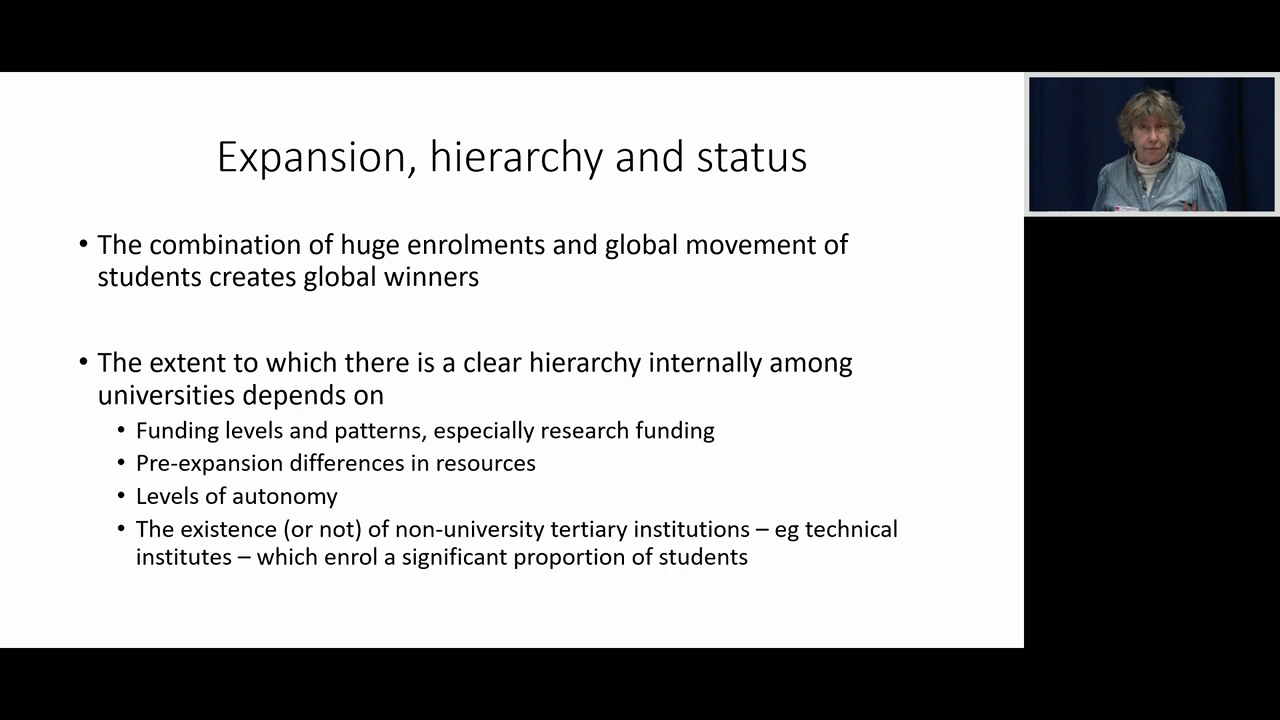 Expansion, hierarchy and status
• The combination of huge enrolments and global movement of
students creates global winners
• The extent to which there is a clear hierarchy internally among
universities depends on
• Funding levels and patterns, especially research funding
• Pre-expansion differences in resources
• Levels of autonomy
• The existence (or not) of non-university tertiary institutions – eg technical
institutes – which enrol a significant proportion of students